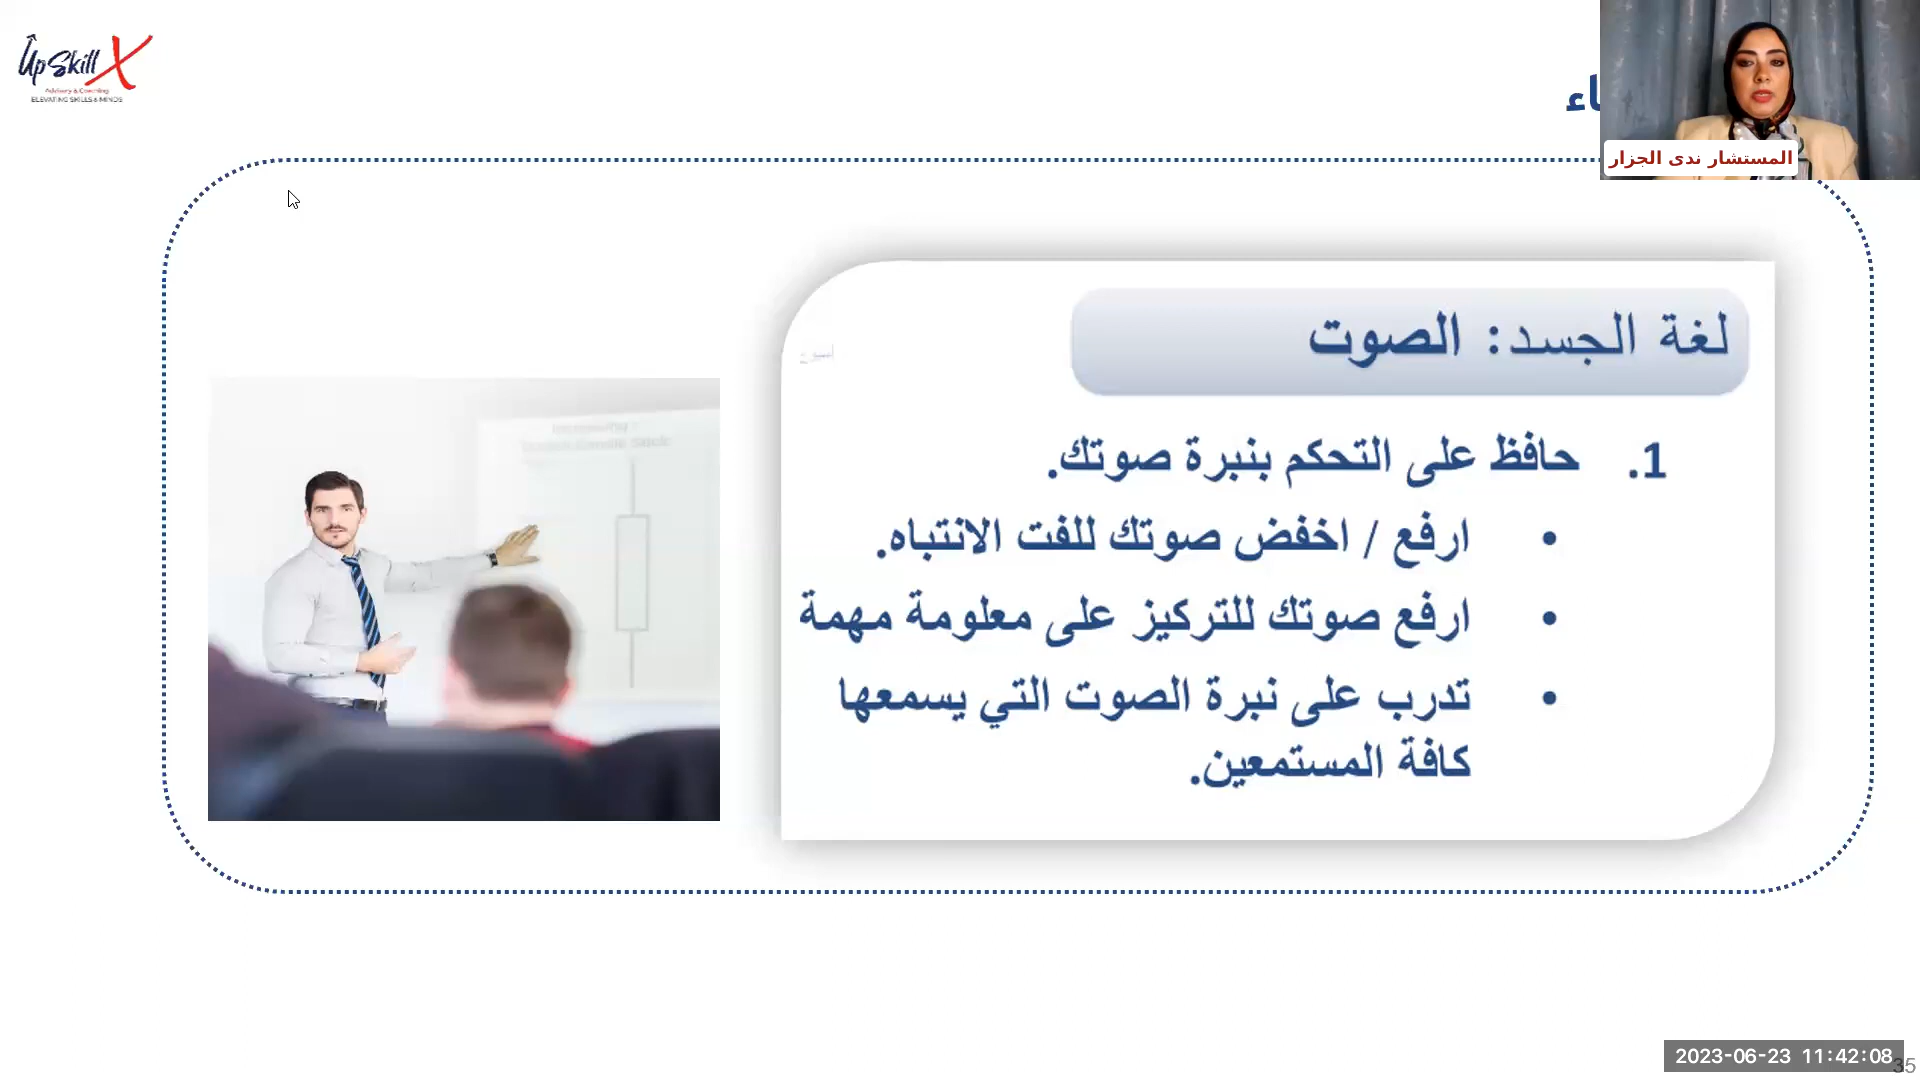 UpSkill X
Advisory & Coaching
ELEVATING SKILLS & MINDS
المستشار ندى الجزار
لغة الجسد: الصوت
1. حافظ على التحكم بنبرة صوتك.
• ارفع / اخفض صوتك للفت الانتباه.
• ارفع صوتك للتركيز على معلومة مهمة
• تدرب على نبرة الصوت التي يسمعها
كافة المستمعين.
2023-06-23 11:42:08
35